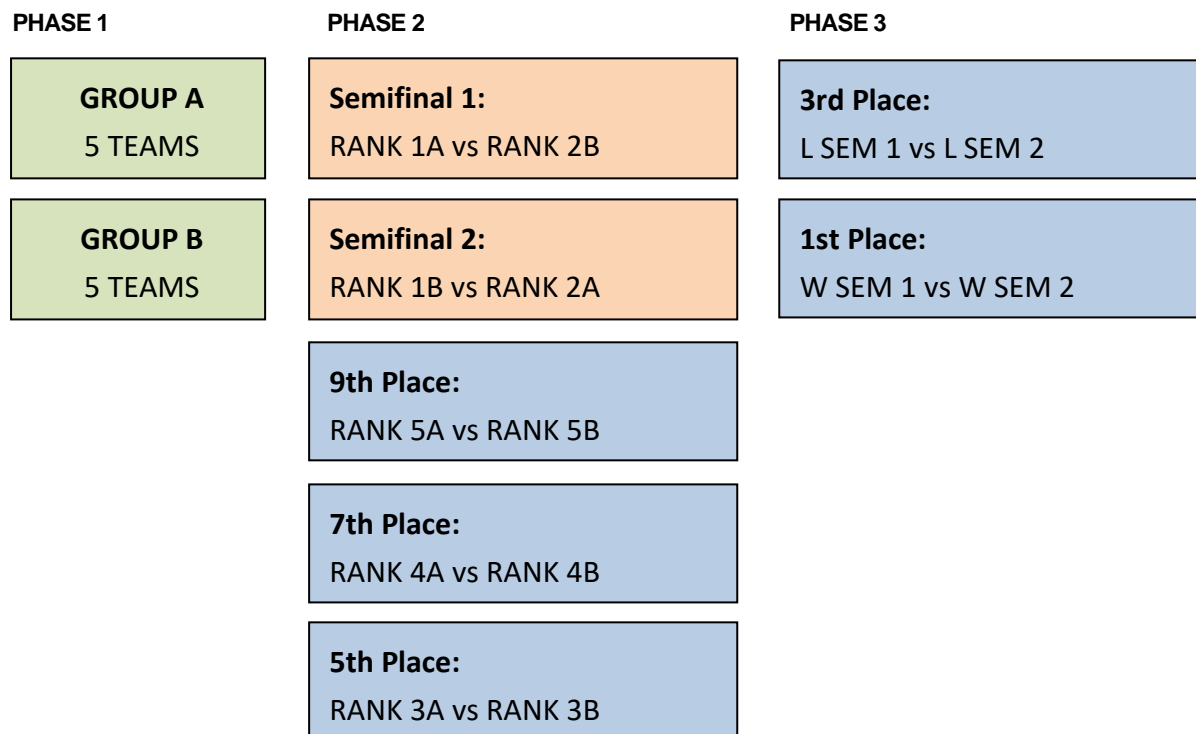 PHASE 1
GROUP A
5 TEAMS
GROUP B
5 TEAMS
PHASE 2
Semifinal 1:
RANK 1A vs RANK 2B
Semifinal 2:
RANK 1B vs RANK 2A
9th Place:
RANK 5A vs RANK 5B
7th Place:
RANK 4A vs RANK 4B
5th Place:
RANK 3A vs RANK 3B
PHASE 3
3rd Place:
L SEM 1 vs L SEM 2
1st Place:
W SEM 1 vs W SEM 2